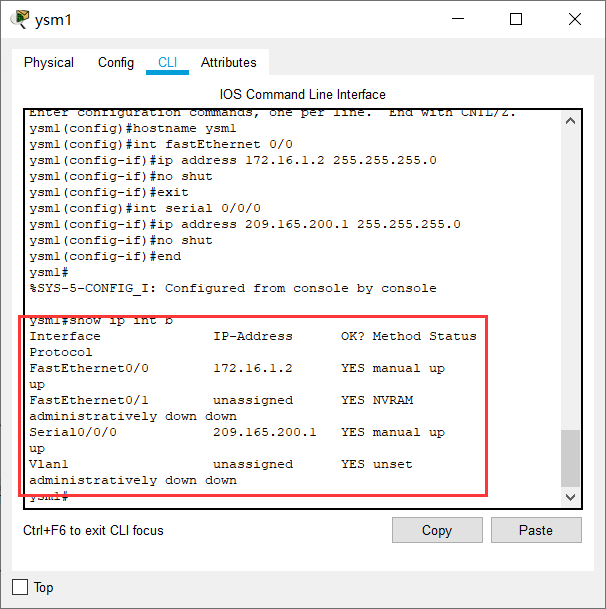 ysm1
Physical Config CLI Attributes
IOS Command Line Interface
Enter configuration commands, one per line.  End with CNTL/Z.
ysm1(config)#hostname ysm1
ysm1(config)#int fastEthernet 0/0
ysm1(config-if)#ip address 172.16.1.2 255.255.255.0
ysm1(config-if)#no shut
ysm1(config-if)#exit
ysm1(config)#int serial 0/0/0
ysm1(config-if)#ip address 209.165.200.1 255.255.255.0
ysm1(config-if)#no shut
ysm1(config-if)#end
ysm1#
%SYS-5-CONFIG_I: Configured from console by console
ysm1#show ip int b
Interface              IP-Address      OK? Method Status
Protocol
FastEthernet0/0        172.16.1.2      YES manual up
up
FastEthernet0/1        unassigned      YES NVRAM
administratively down down
Serial0/0/0            209.165.200.1   YES manual up
up
Vlan1                  unassigned      YES unset
administratively down down
ysm1#
Ctrl+F6 to exit CLI focus
Copy Paste
Top